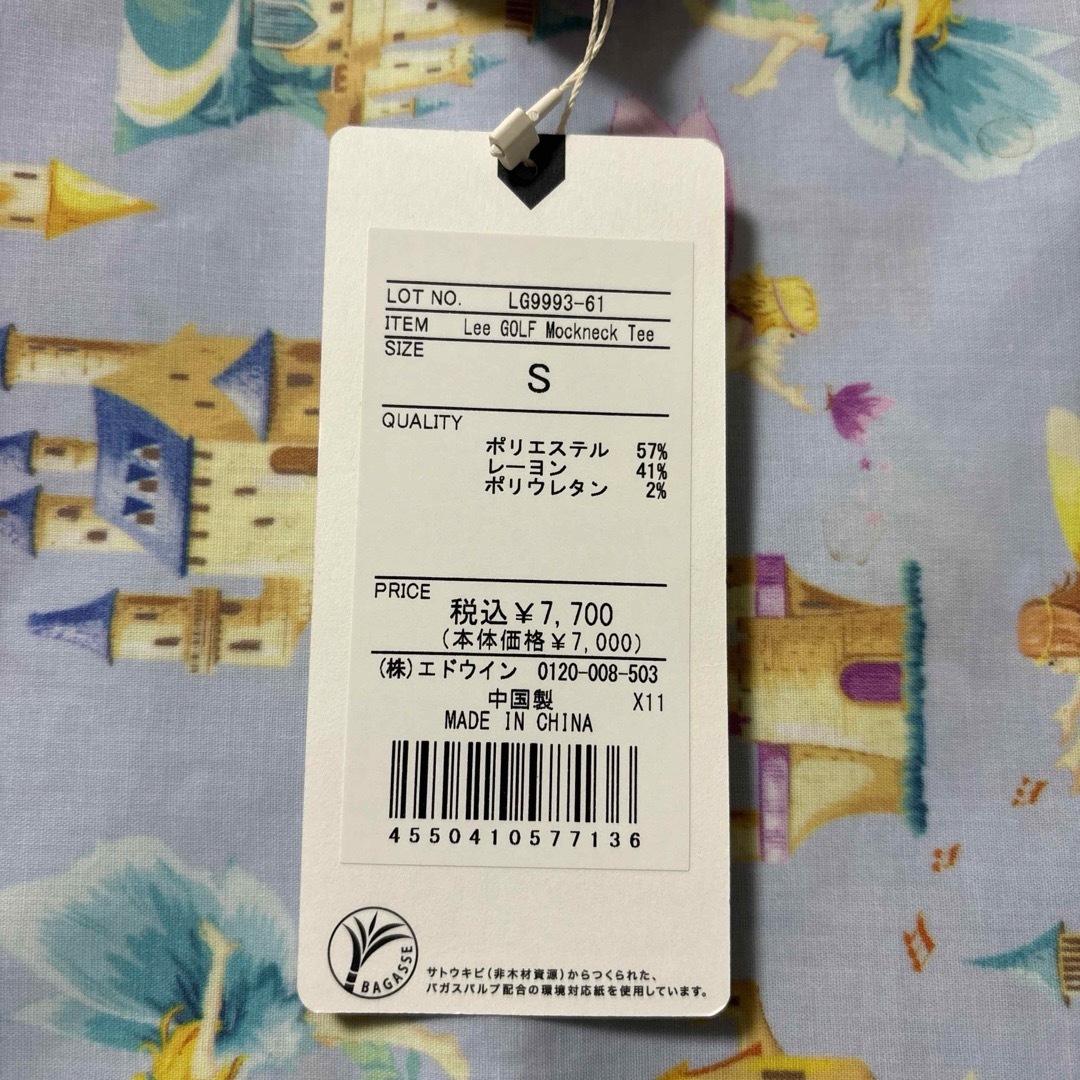 LOT NO. LG9993-61
ITEM Lee GOLF Mockneck Tee
SIZE
S
QUALITY
ポリエステル 57%
レーヨン 41%
ポリウレタン 2%
PRICE
税込￥7,700
(本体価格￥7,000)
(株)エドウイン 0120-008-503
中国製 X11
MADE IN CHINA
4550410577136
BAGASSE
サトウキビ(非木材資源)からつくられた、
バガスパルプ配合の環境対応紙を使用しています。